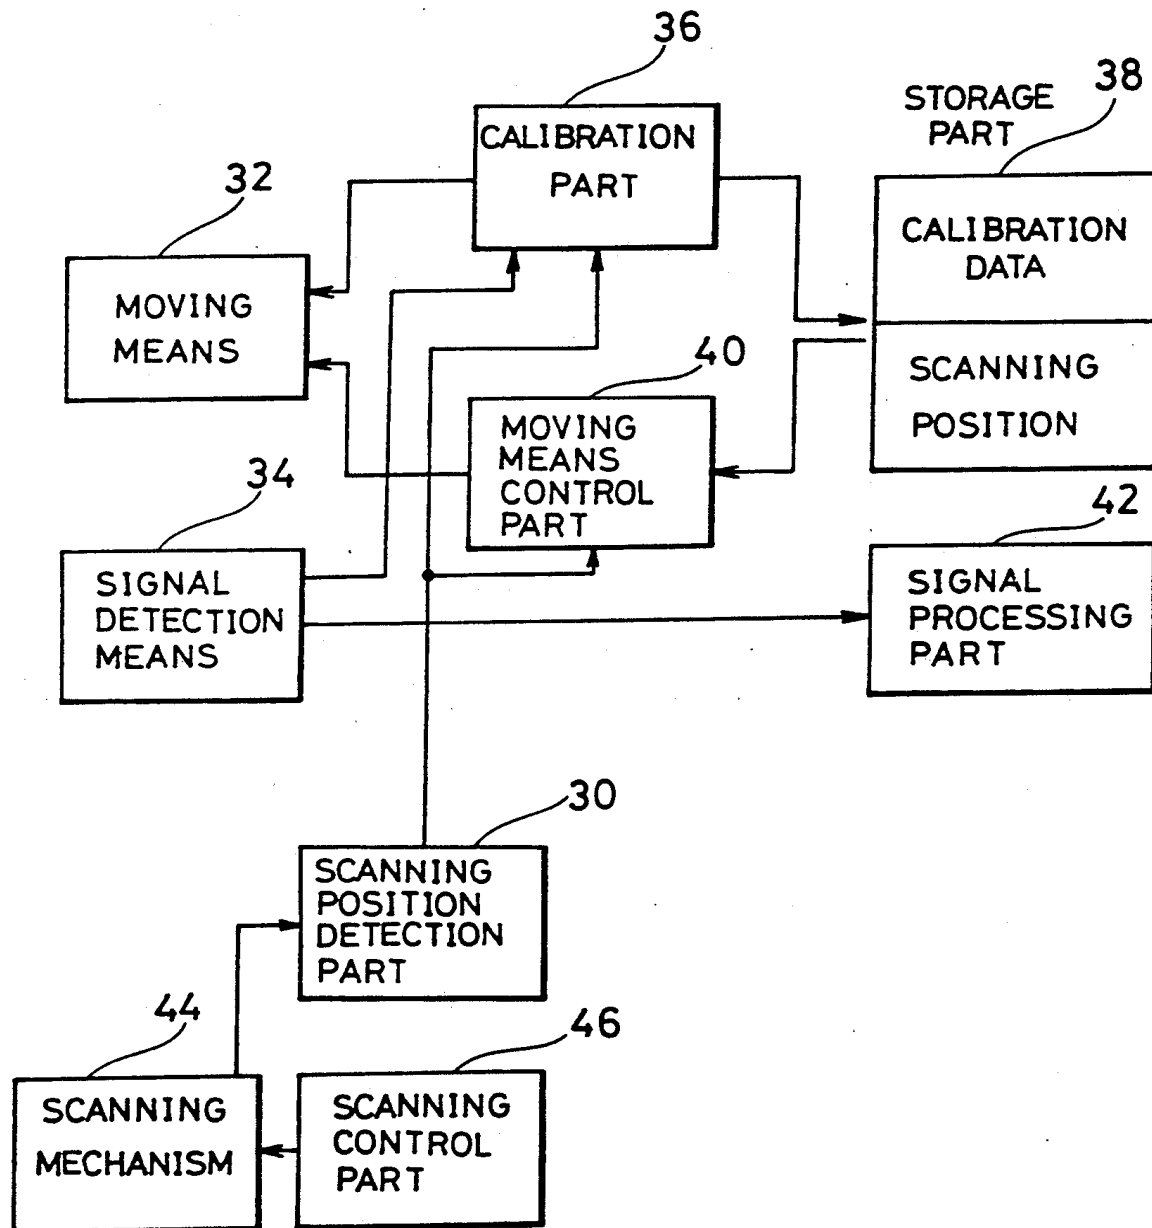 36
CALIBRATION
PART
STORAGE
PART
38
CALIBRATION
DATA
SCANNING
POSITION
32
MOVING
MEANS
40
MOVING
MEANS
CONTROL
PART
34
SIGNAL
DETECTION
MEANS
42
SIGNAL
PROCESSING
PART
30
SCANNING
POSITION
DETECTION
PART
44
SCANNING
MECHANISM
46
SCANNING
CONTROL
PART